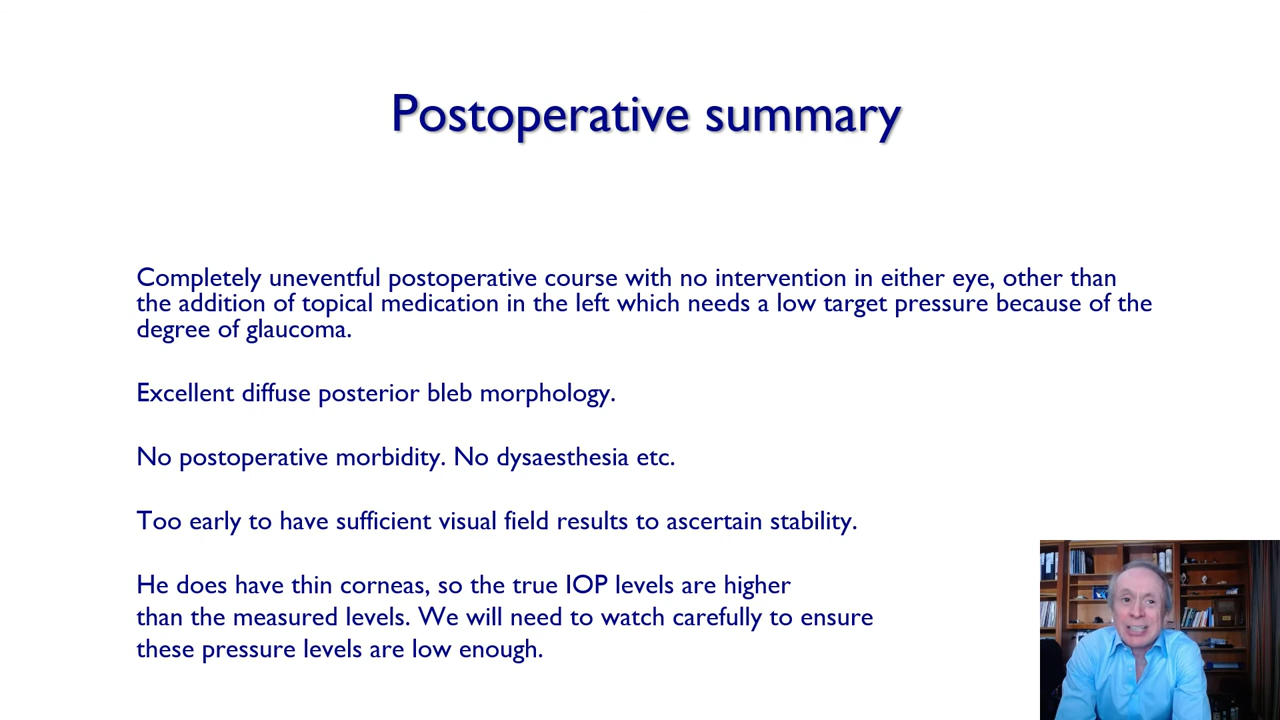 Postoperative summary
Completely uneventful postoperative course with no intervention in either eye, other than
the addition of topical medication in the left which needs a low target pressure because of the
degree of glaucoma.
Excellent diffuse posterior bleb morphology.
No postoperative morbidity. No dysaesthesia etc.
Too early to have sufficient visual field results to ascertain stability.
He does have thin corneas, so the true IOP levels are higher
than the measured levels. We will need to watch carefully to ensure
these pressure levels are low enough.